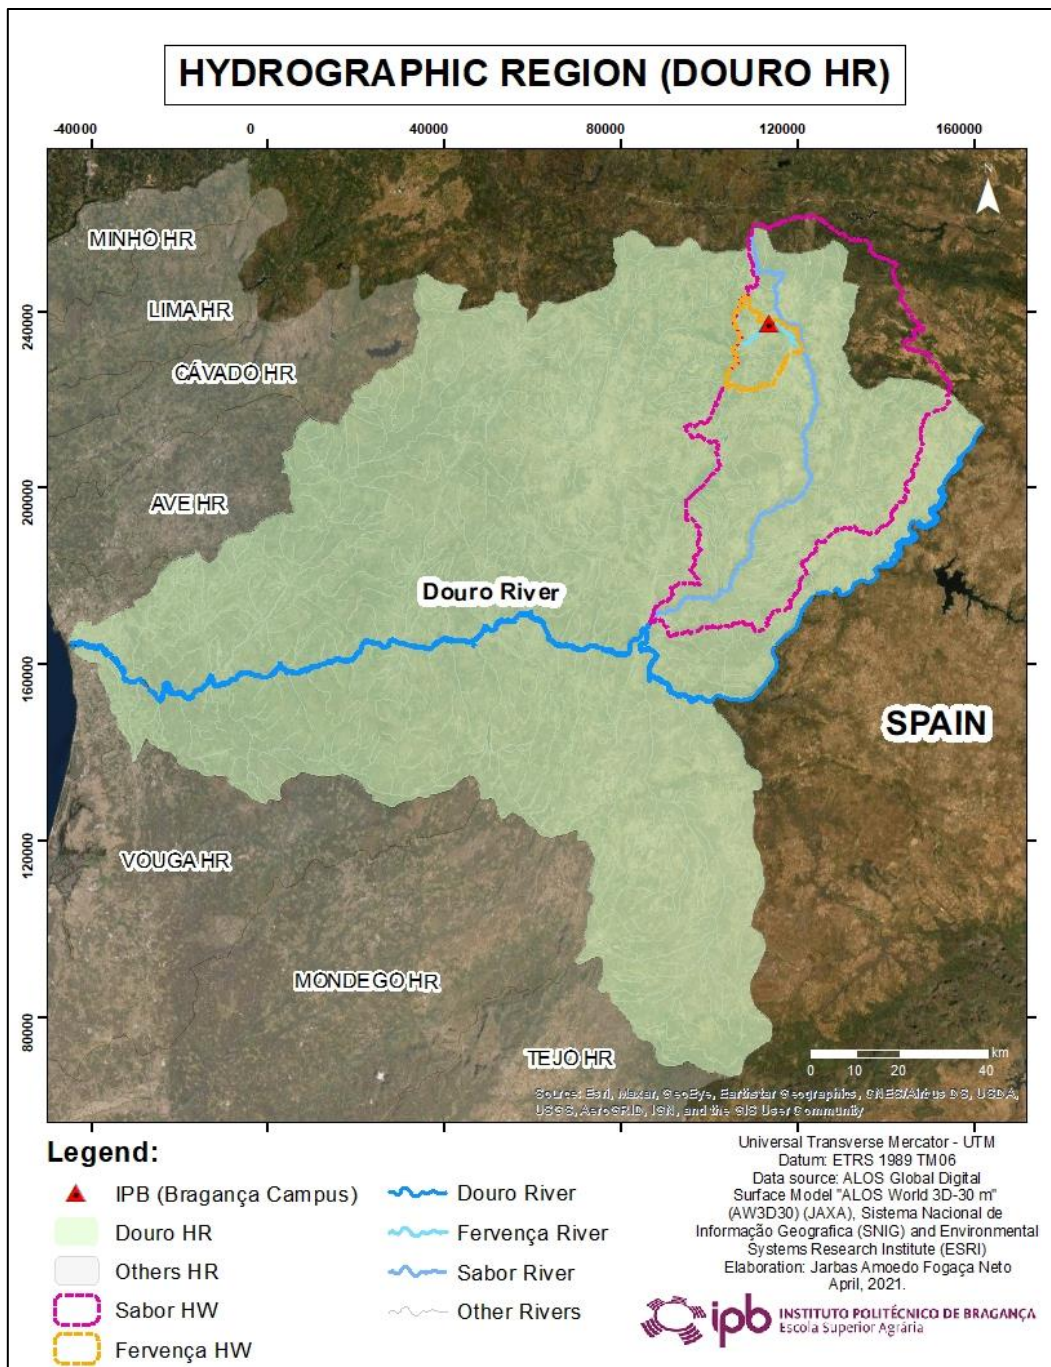 HYDROGRAPHIC REGION (DOURO HR)
-40000 0 40000 80000 120000 160000
N
MINHO HR
LIMA HR
CÁVADO HR
AVE HR
Douro River
SPAIN
VOUGA HR
MONDEGO HR
TEJO HR
240000
200000
160000
120000
80000
km
0 10 20 40
Source: Esri, Maxar, GeoEye, Earthstar Geographics, CNES/Airbus DS, USDA,
USGS, AeroGRID, IGN, and the GIS User Community
Legend:
IPB (Bragança Campus)
Douro HR
Others HR
Sabor HW
Fervença HW
Douro River
Fervença River
Sabor River
Other Rivers
Universal Transverse Mercator - UTM
Datum: ETRS 1989 TM06
Data source: ALOS Global Digital
Surface Model "ALOS World 3D-30 m"
(AW3D30) (JAXA), Sistema Nacional de
Informação Geografica (SNIG) and Environmental
Systems Research Institute (ESRI)
Elaboration: Jarbas Amoedo Fogaça Neto
April, 2021.
ipb INSTITUTO POLITÉCNICO DE BRAGANÇA
Escola Superior Agrária